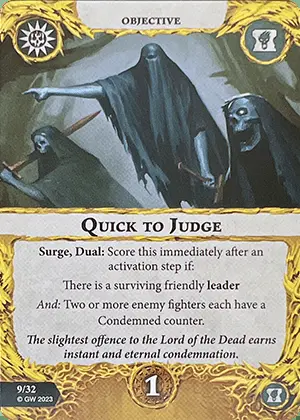 OBJECTIVE
QUICK TO JUDGE
Surge, Dual: Score this immediately after an
activation step if:
There is a surviving friendly leader
And: Two or more enemy fighters each have a
Condemned counter.
The slightest offence to the Lord of the Dead earns
instant and eternal condemnation.
9/32
© GW 2023
1